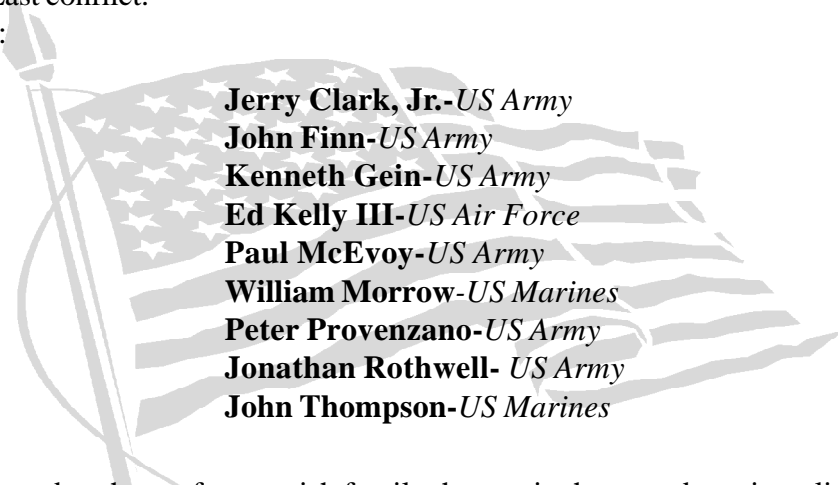 conflict.
:
Jerry Clark, Jr.-US Army
John Finn-US Army
Kenneth Gein-US Army
Ed Kelly III-US Air Force
Paul McEvoy-US Army
William Morrow-US Marines
Peter Provenzano-US Army
Jonathan Rothwell- US Army
John Thompson-US Marines